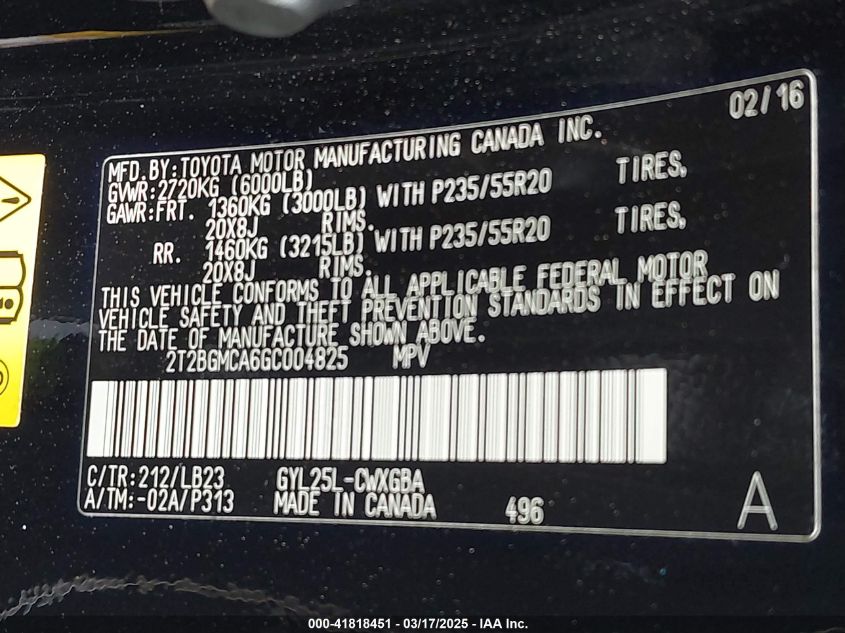 02/16
MFD. BY: TOYOTA MOTOR MANUFACTURING CANADA INC.
GVWR: 2720KG (6000LB)
GAWR: FRT. 1360KG (3000LB) WITH P235/55R20 TIRES,
20X8J RIMS.
RR. 1460KG (3215LB) WITH P235/55R20 TIRES,
20X8J RIMS.
THIS VEHICLE CONFORMS TO ALL APPLICABLE FEDERAL MOTOR
VEHICLE SAFETY AND THEFT PREVENTION STANDARDS IN EFFECT ON
THE DATE OF MANUFACTURE SHOWN ABOVE.
2T2BGMCA6GC004825 MPV
C/TR: 212/LB23 GYL25L-CWXGBA
A/TM: -02A/P313 MADE IN CANADA 496 A
000-41818451 - 03/17/2025 - IAA Inc.